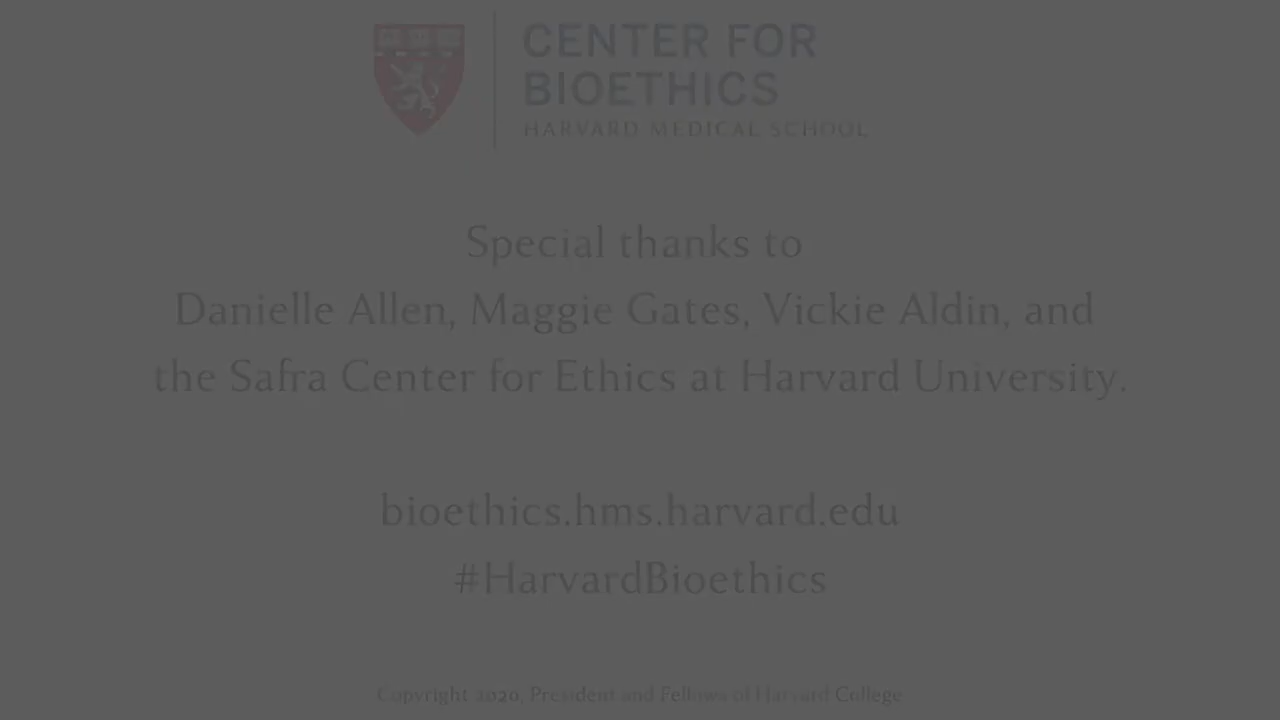 CENTER FOR
BIOETHICS
HARVARD MEDICAL SCHOOL
Special thanks to
Danielle Allen, Maggie Gates, Vickie Aldin, and
the Safra Center for Ethics at Harvard University.
bioethics.hms.harvard.edu
#HarvardBioethics
Copyright 2020, President and Fellows of Harvard College